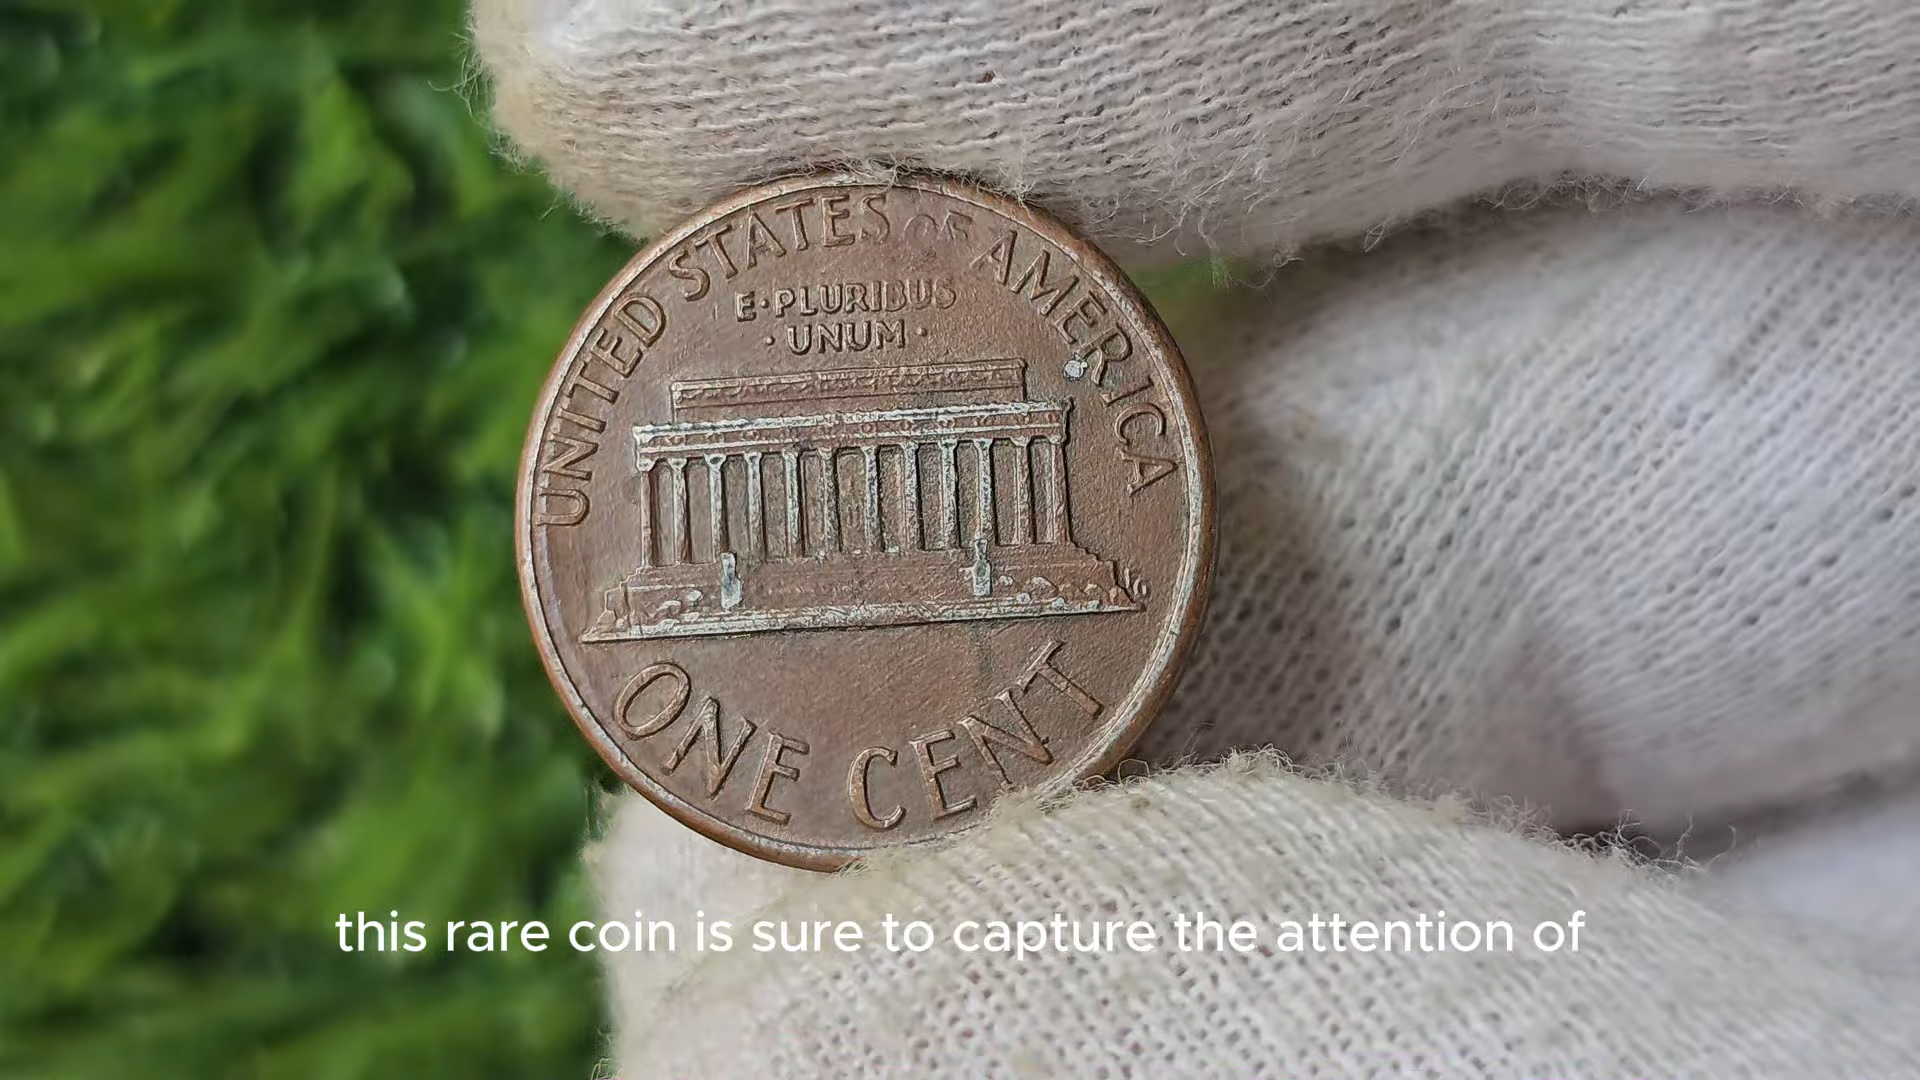 UNITED STATES OF AMERICA
E·PLURIBUS
·UNUM·
ONE CENT
this rare coin is sure to capture the attention of